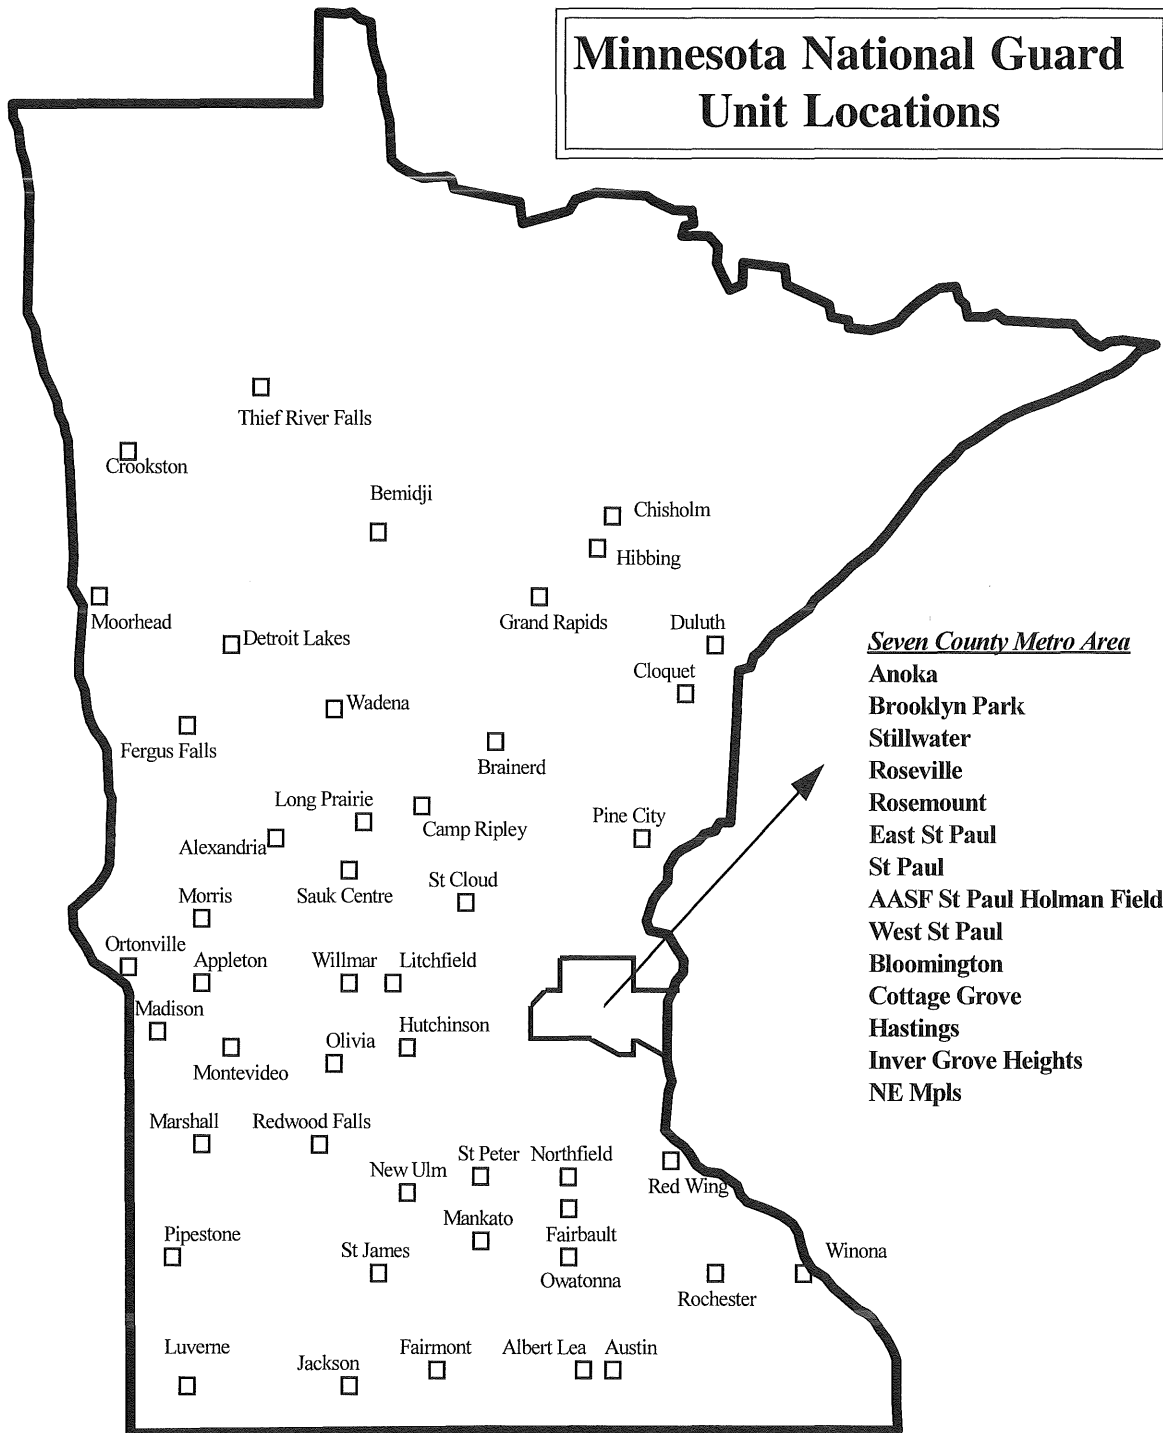 Minnesota National Guard
Unit Locations
Thief River Falls
Crookston
Bemidji
Chisholm
Hibbing
Moorhead
Grand Rapids
Duluth
Detroit Lakes
Cloquet
Wadena
Fergus Falls
Brainerd
Long Prairie
Camp Ripley
Pine City
Alexandria
Sauk Centre
St Cloud
Morris
Ortonville
Appleton
Willmar
Litchfield
Madison
Hutchinson
Olivia
Montevideo
Marshall
Redwood Falls
St Peter
Northfield
New Ulm
Red Wing
Mankato
Fairbault
Pipestone
St James
Owatonna
Winona
Rochester
Luverne
Jackson
Fairmont
Albert Lea
Austin
Seven County Metro Area
Anoka
Brooklyn Park
Stillwater
Roseville
Rosemount
East St Paul
St Paul
AASF St Paul Holman Field
West St Paul
Bloomington
Cottage Grove
Hastings
Inver Grove Heights
NE Mpls